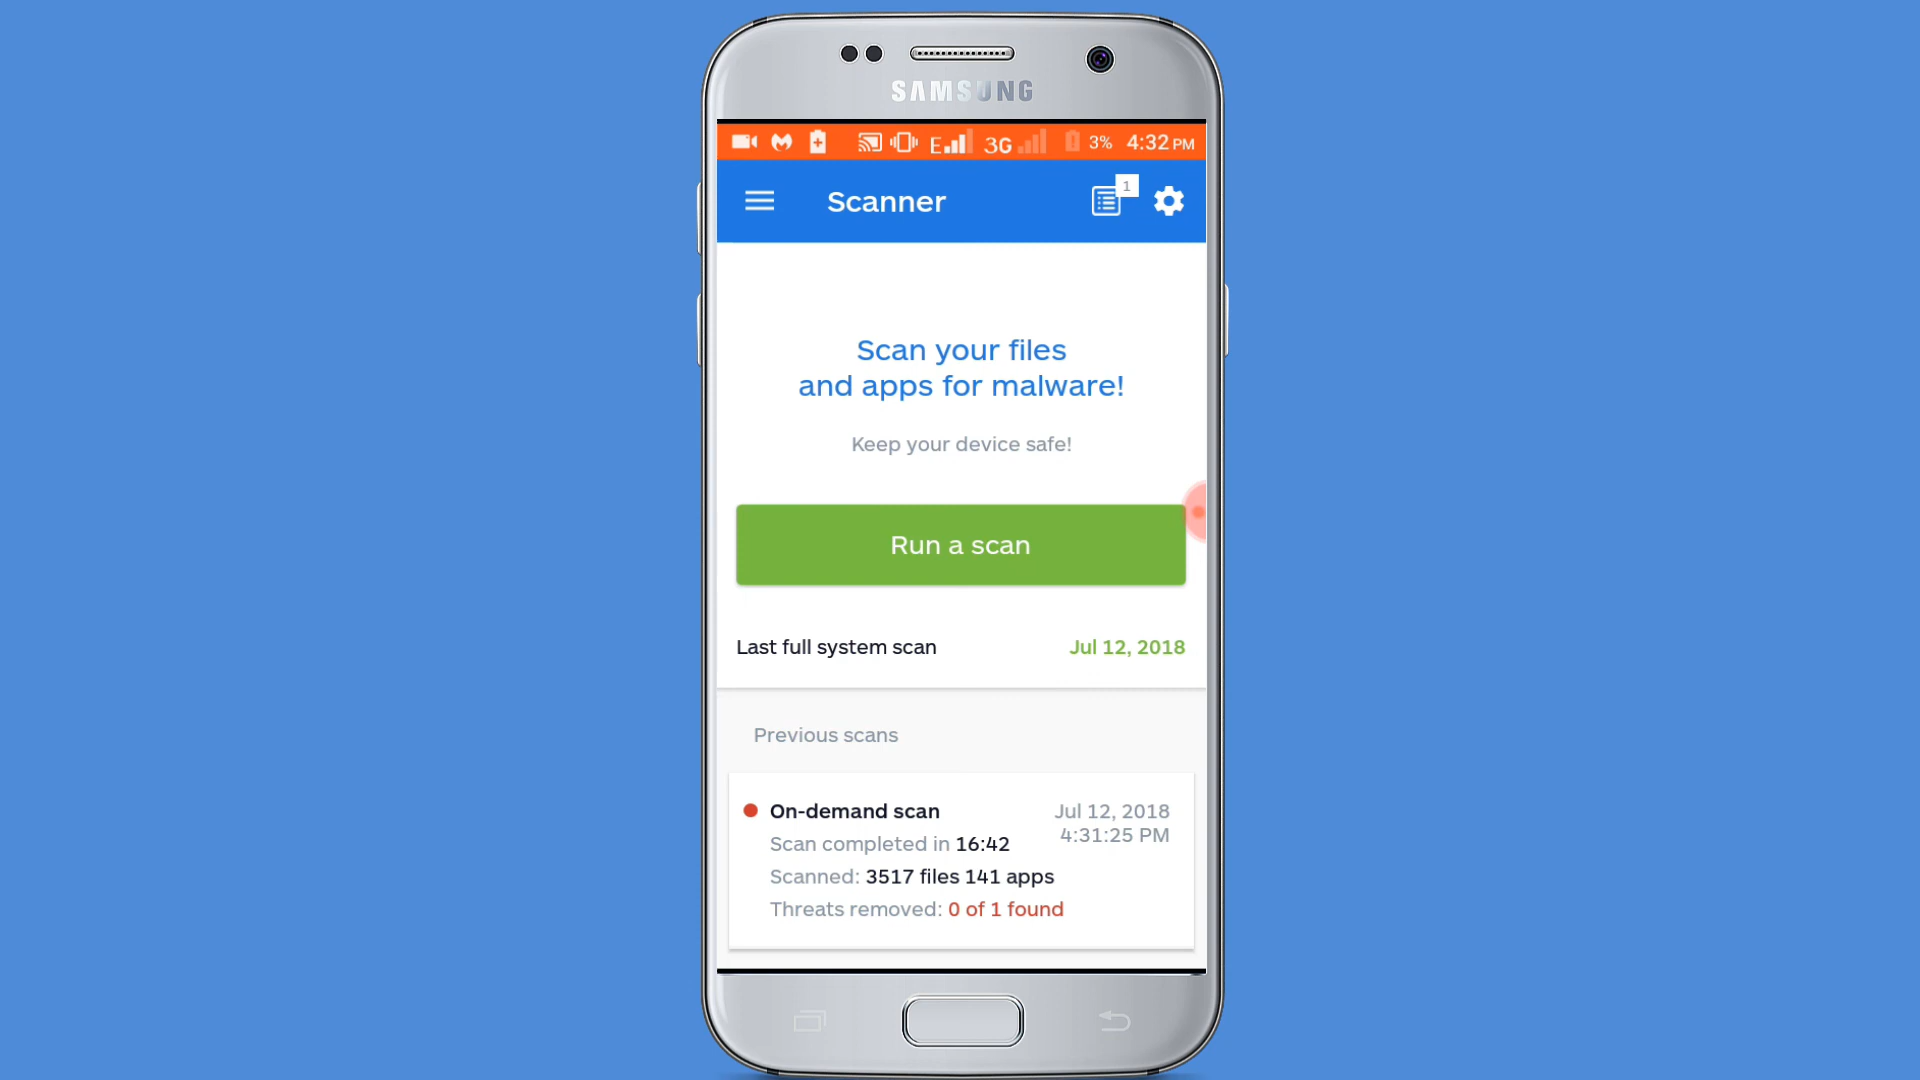 SAMSUNG
E 3G 3% 4:32 PM
Scanner
1
Scan your files
and apps for malware!
Keep your device safe!
Run a scan
Last full system scan Jul 12, 2018
Previous scans
On-demand scan Jul 12, 2018
4:31:25 PM
Scan completed in 16:42
Scanned: 3517 files 141 apps
Threats removed: 0 of 1 found